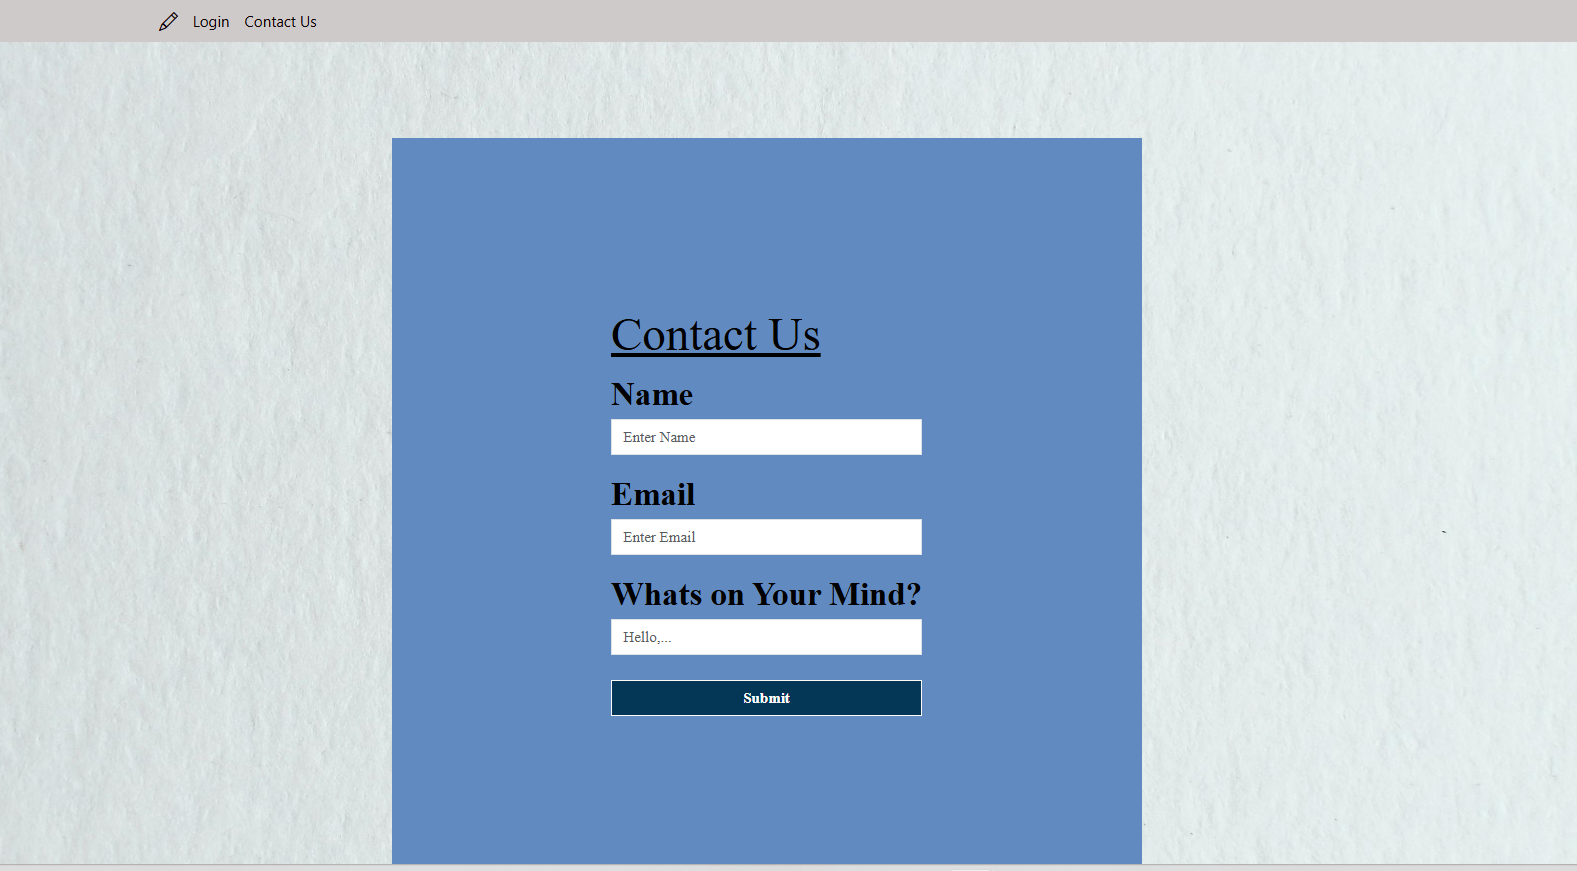 Login Contact Us
Contact Us
Name
Enter Name
Email
Enter Email
Whats on Your Mind?
Hello,...
Submit